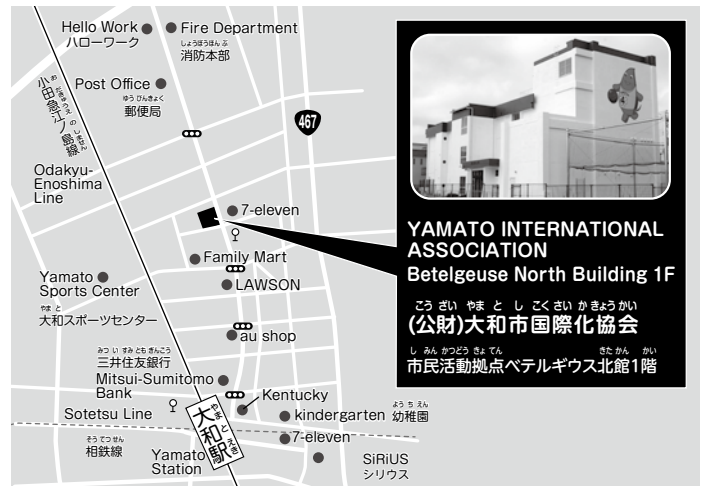 Hello Work
ハローワーク
Fire Department
しょうぼうほんぶ
消防本部
Post Office
ゆうびんきょく
郵便局
お だきゅうえ の しません
小田急江ノ島線
467
Odakyu-
Enoshima
Line
7-eleven
Family Mart
LAWSON
Yamato
Sports Center
やまと
大和スポーツセンター
au shop
みつ い すみともぎんこう
三井住友銀行
Mitsui-Sumitomo
Bank
Kentucky
Sotetsu Line
そうてつせん
相鉄線
やま と えき
大和駅
Yamato
Station
kindergarten
ようちえん
幼稚園
7-eleven
SiRiUS
シリウス
YAMATO INTERNATIONAL
ASSOCIATION
Betelgeuse North Building 1F
こうざい やまとし こくさいかきょうかい
(公財)大和市国際化協会
しみんかつどうきょてん きたかん かい
市民活動拠点ベテルギウス北館1階